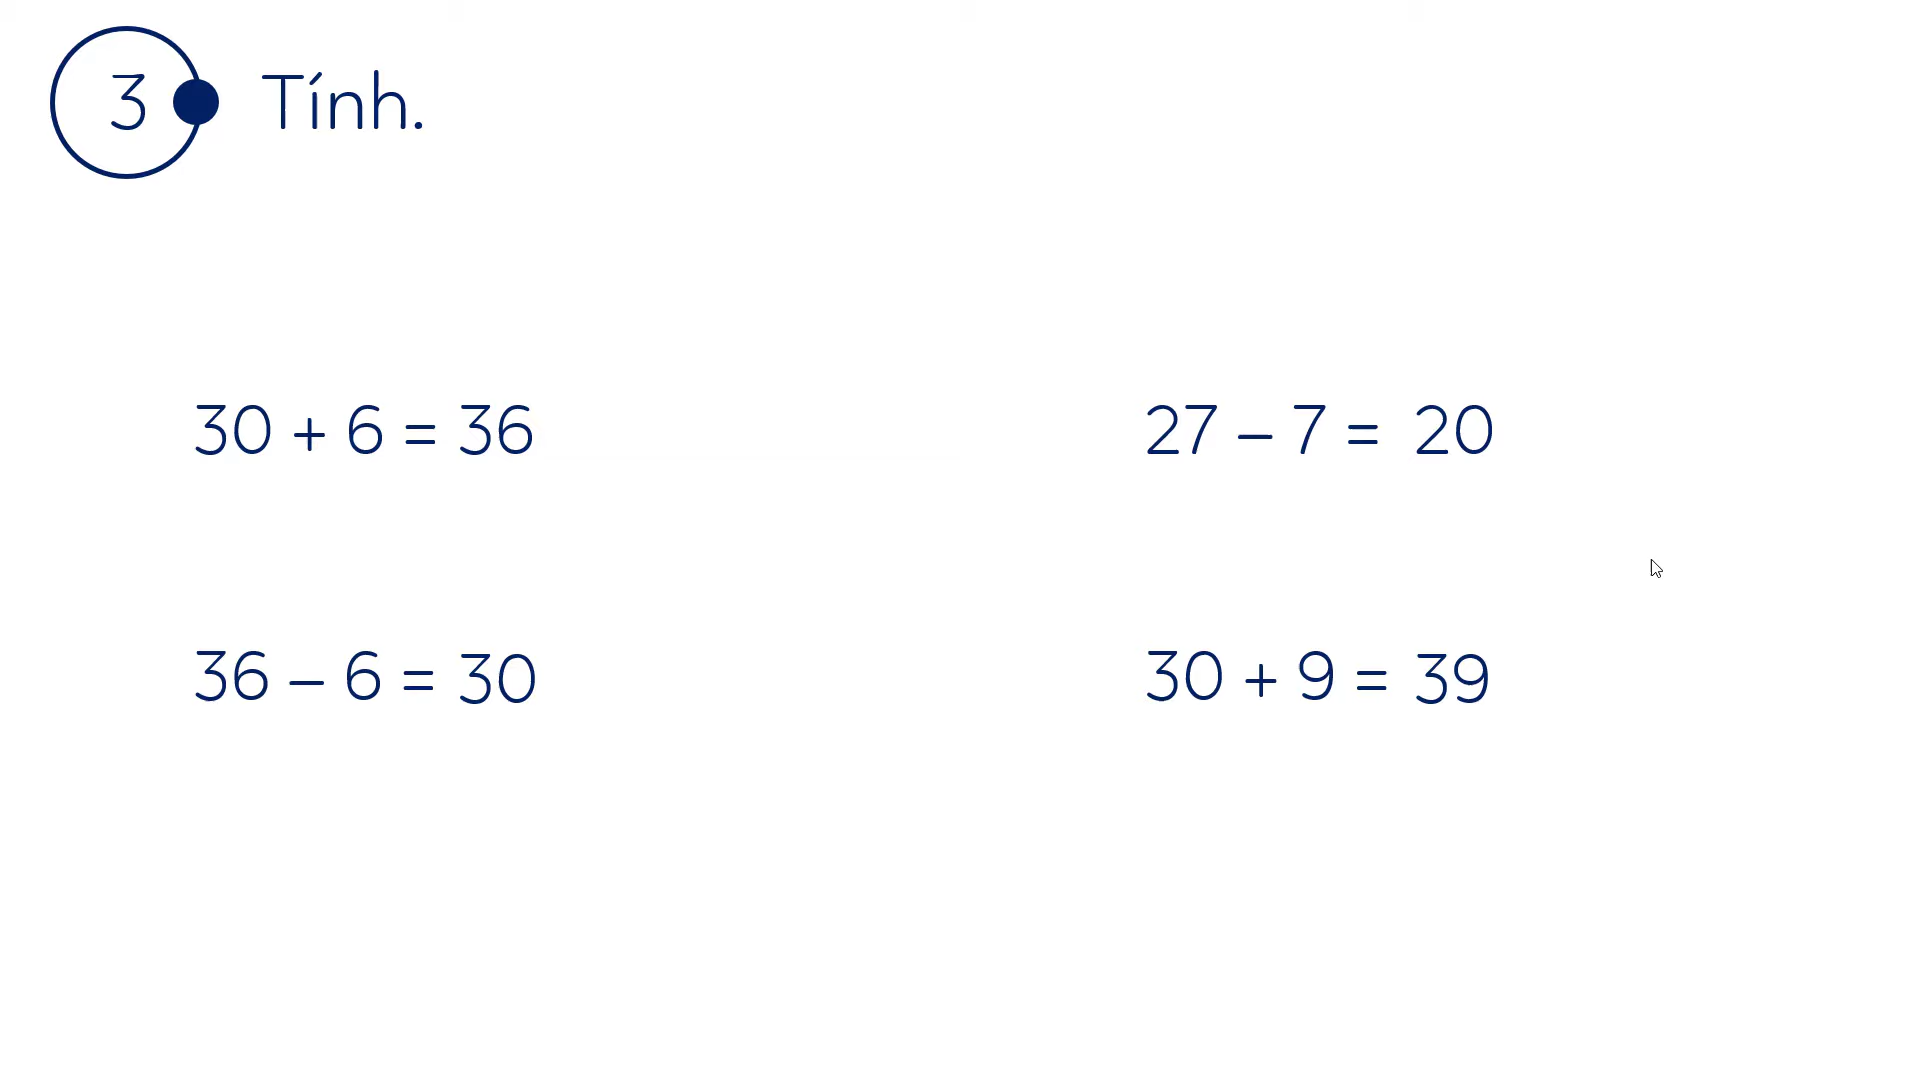 3 Tính.
30 + 6 = 36
27 – 7 = 20
36 – 6 = 30
30 + 9 = 39